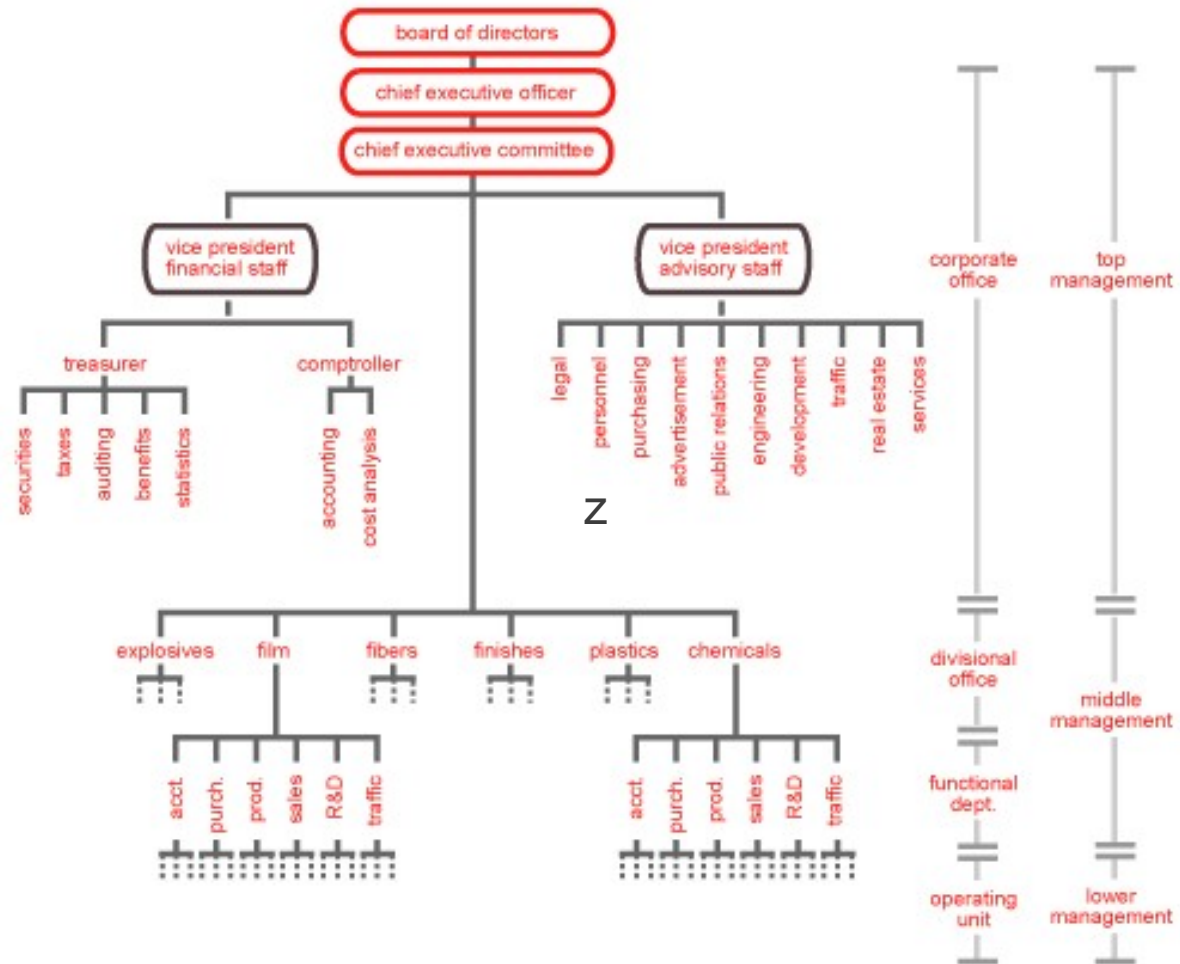 board of directors
chief executive officer
chief executive committee
vice president
financial staff
vice president
advisory staff
corporate
office
top
management
treasurer
comptroller
legal
personnel
purchasing
advertisement
public relations
engineering
development
traffic
real estate
services
securities
taxes
auditing
benefits
statistics
accounting
cost analysis
z
explosives
film
fibers
finishes
plastics
chemicals
divisional
office
middle
management
acct.
purch.
prod.
sales
R&D
traffic
acct.
purch.
prod.
sales
R&D
traffic
functional
dept.
operating
unit
lower
management